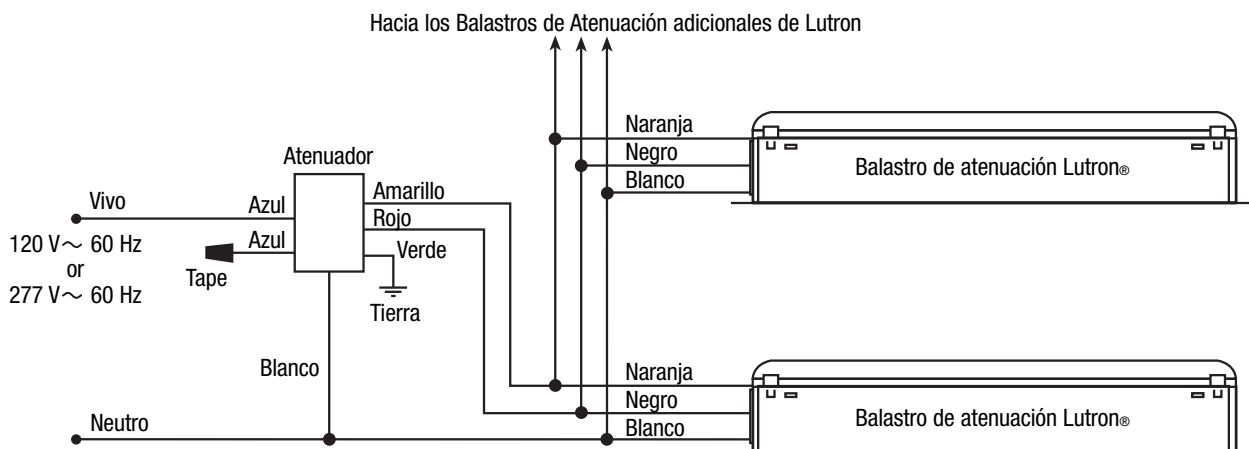 Hacia los Balastros de Atenuación adicionales de Lutron
Naranja
Negro
Blanco
Balastro de atenuación Lutron®
Atenuador
Vivo
Azul
Amarillo
Rojo
Azul
Verde
120 V~ 60 Hz
or
277 V~ 60 Hz
Tape
Tierra
Blanco
Naranja
Negro
Blanco
Balastro de atenuación Lutron®
Neutro